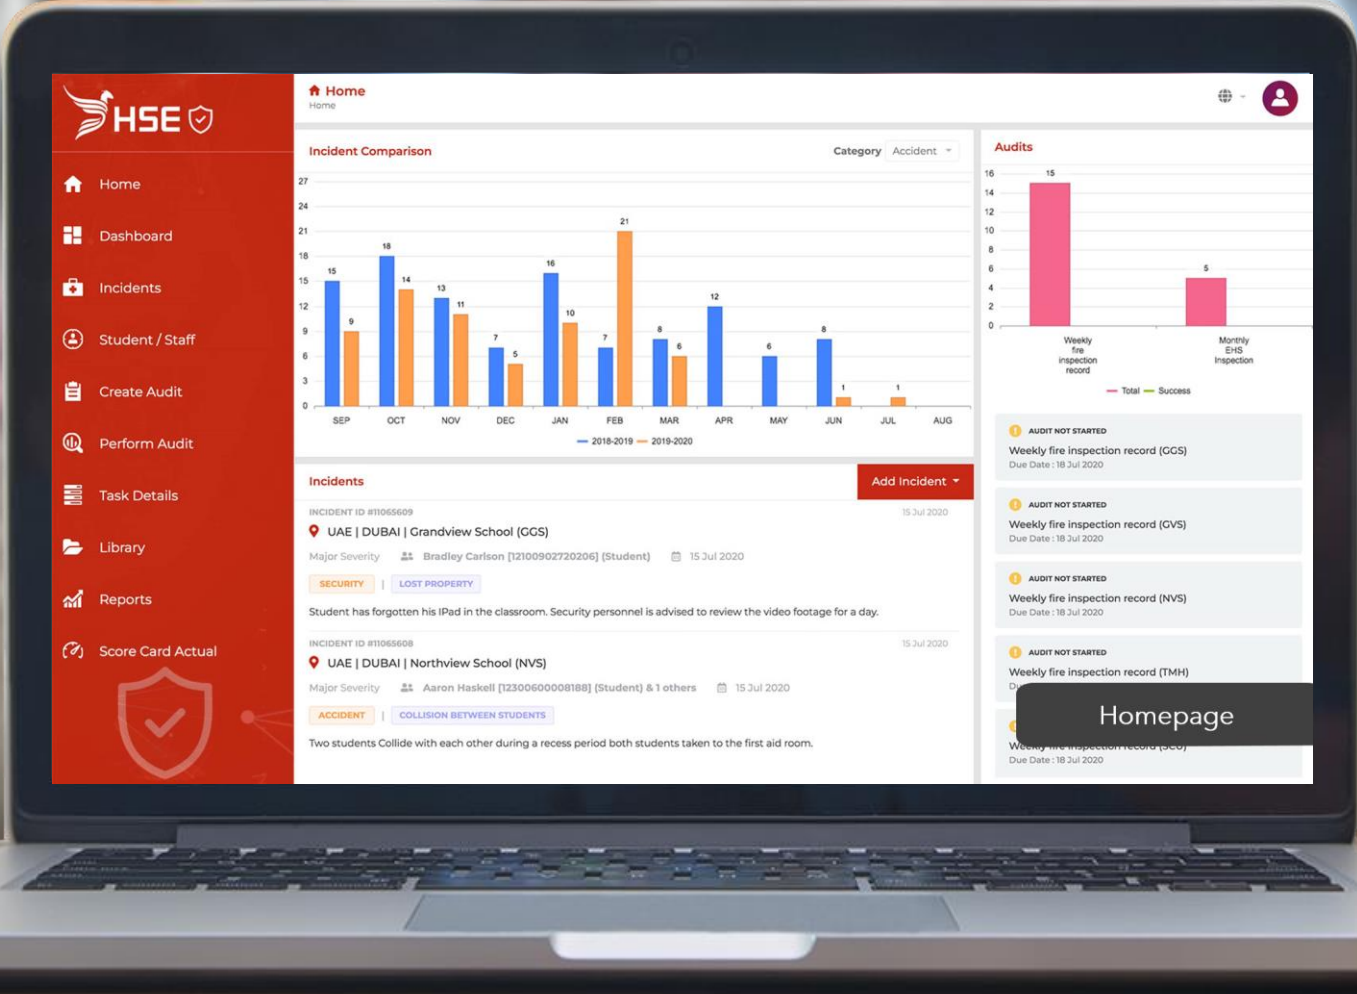 HSE
Home
Dashboard
Incidents
Student / Staff
Create Audit
Perform Audit
Task Details
Library
Reports
Score Card Actual
Home
Home
Incident Comparison
Category Accident
27
24
21
18
15
12
9
6
3
0
15 9
18 14
13 11
7 5
16 10
7 21
8 6
12
6
8 1
1
SEP OCT NOV DEC JAN FEB MAR APR MAY JUN JUL AUG
2018-2019 2019-2020
Incidents
Add Incident
INCIDENT ID #11065609 15 Jul 2020
UAE | DUBAI | Grandview School (GGS)
Major Severity Bradley Carlson [12100902720206] (Student) 15 Jul 2020
SECURITY | LOST PROPERTY
Student has forgotten his IPad in the classroom. Security personnel is advised to review the video footage for a day.
INCIDENT ID #11065608 15 Jul 2020
UAE | DUBAI | Northview School (NVS)
Major Severity Aaron Haskell [12300600008188] (Student) & 1 others 15 Jul 2020
ACCIDENT | COLLISION BETWEEN STUDENTS
Two students Collide with each other during a recess period both students taken to the first aid room.
Audits
16
14
12
10
8
6
4
2
0
15
5
Weekly
fire
inspection
record
Monthly
EHS
Inspection
Total Success
AUDIT NOT STARTED
Weekly fire inspection record (GGS)
Due Date : 18 Jul 2020
AUDIT NOT STARTED
Weekly fire inspection record (GVS)
Due Date : 18 Jul 2020
AUDIT NOT STARTED
Weekly fire inspection record (NVS)
Due Date : 18 Jul 2020
AUDIT NOT STARTED
Weekly fire inspection record (TMH)
Homepage
Due Date : 18 Jul 2020